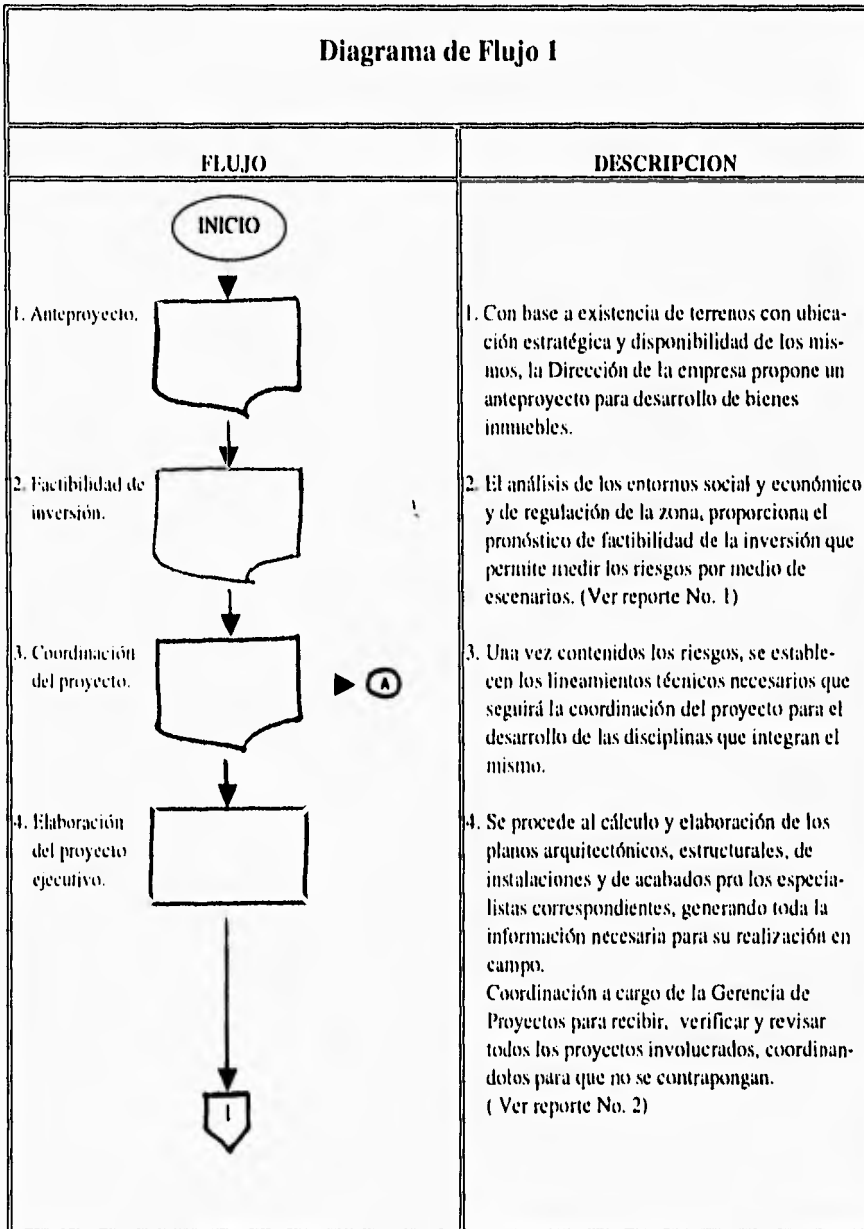 Diagrama de Flujo 1
FLUJO
DESCRIPCION
INICIO
1. Anteproyecto.
1. Con base a existencia de terrenos con ubica-
ción estratégica y disponibilidad de los mis-
mos, la Dirección de la empresa propone un
anteproyecto para desarrollo de bienes
inmuebles.
2. Factibilidad de
inversión.
2. El análisis de los entornos social y económico
y de regulación de la zona, proporciona el
pronóstico de factibilidad de la inversión que
permite medir los riesgos por medio de
escenarios. (Ver reporte No. 1)
3. Coordinación
del proyecto.
A
3. Una vez contenidos los riesgos, se estable-
cen los lineamientos técnicos necesarios que
seguirá la coordinación del proyecto para el
desarrollo de las disciplinas que integran el
mismo.
4. Elaboración
del proyecto
ejecutivo.
4. Se procede al cálculo y elaboración de los
planos arquitectónicos, estructurales, de
instalaciones y de acabados pro los especia-
listas correspondientes, generando toda la
información necesaria para su realización en
campo.
Coordinación a cargo de la Gerencia de
Proyectos para recibir, verificar y revisar
todos los proyectos involucrados, coordinan-
dolos para que no se contrapongan.
( Ver reporte No. 2)
1